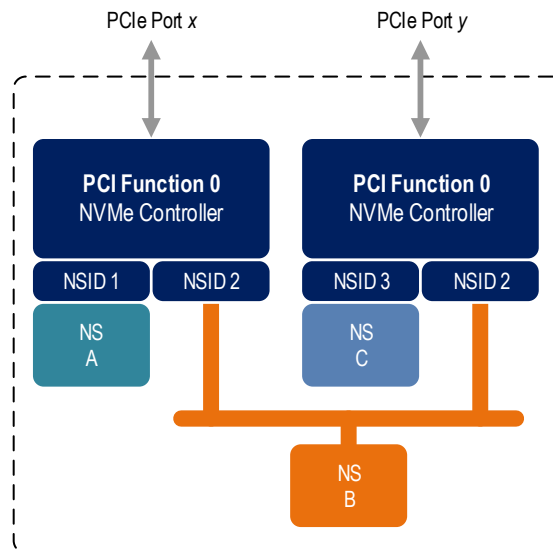 PCIe Port x
PCIe Port y
PCI Function 0
NVMe Controller
PCI Function 0
NVMe Controller
NSID 1
NSID 2
NSID 3
NSID 2
NS
A
NS
C
NS
B